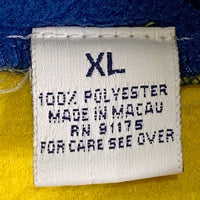 XL
100% POLYESTER
MADE IN MACAU
RN 91175
FOR CARE SEE OVER